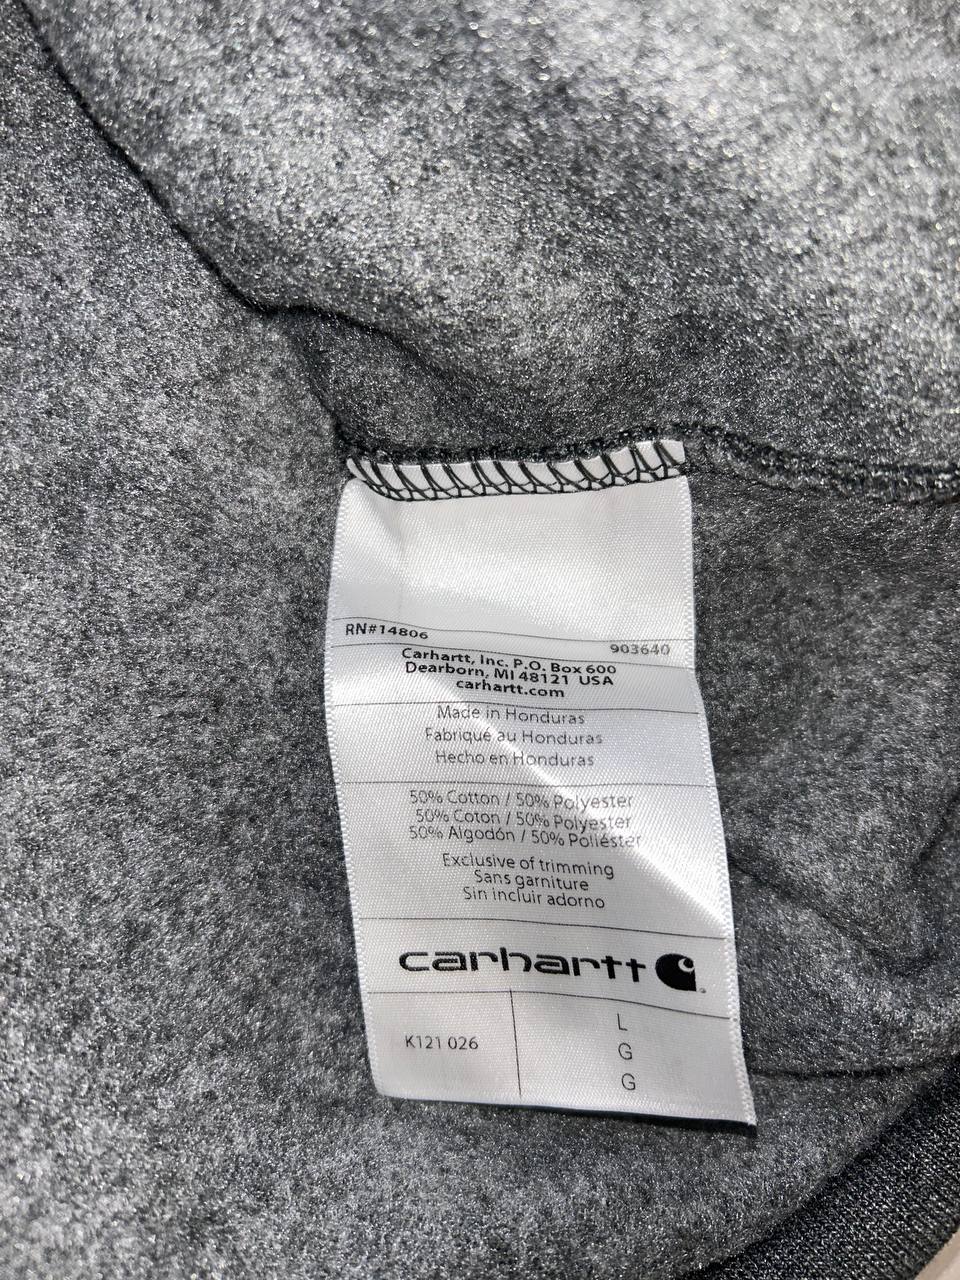 RN#14806
903640
Carhartt, Inc. P.O. Box 600
Dearborn, MI 48121 USA
carhartt.com
Made in Honduras
Fabriqué au Honduras
Hecho en Honduras
50% Cotton / 50% Polyester
50% Coton / 50% Polyester
50% Algodón / 50% Poliéster
Exclusive of trimming
Sans garniture
Sin incluir adorno
carhartt
K121 026
L
G
G